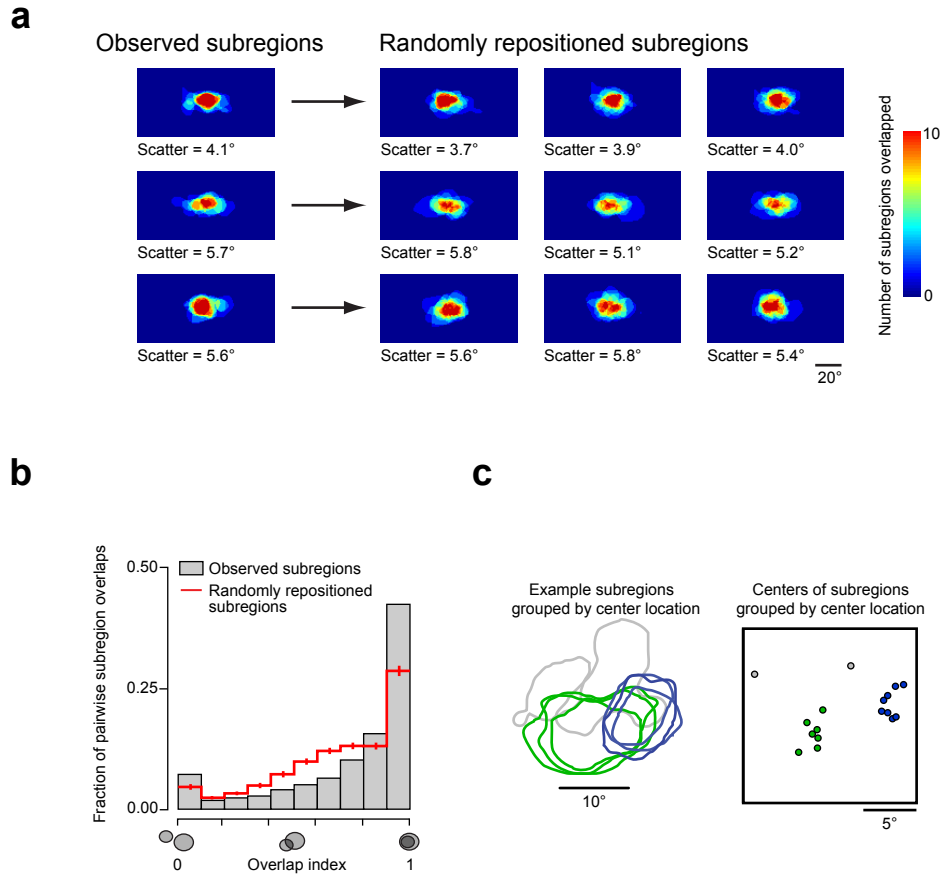 a
Observed subregions
Randomly repositioned subregions
Scatter = 4.1°
Scatter = 3.7°
Scatter = 3.9°
Scatter = 4.0°
Scatter = 5.7°
Scatter = 5.8°
Scatter = 5.1°
Scatter = 5.2°
Scatter = 5.6°
Scatter = 5.6°
Scatter = 5.8°
Scatter = 5.4°
20°
10
0
Number of subregions overlapped
b
Fraction of pairwise subregion overlaps
0.50
0.25
0.00
Observed subregions
Randomly repositioned
subregions
0
Overlap index
1
c
Example subregions
grouped by center location
10°
Centers of subregions
grouped by center location
5°